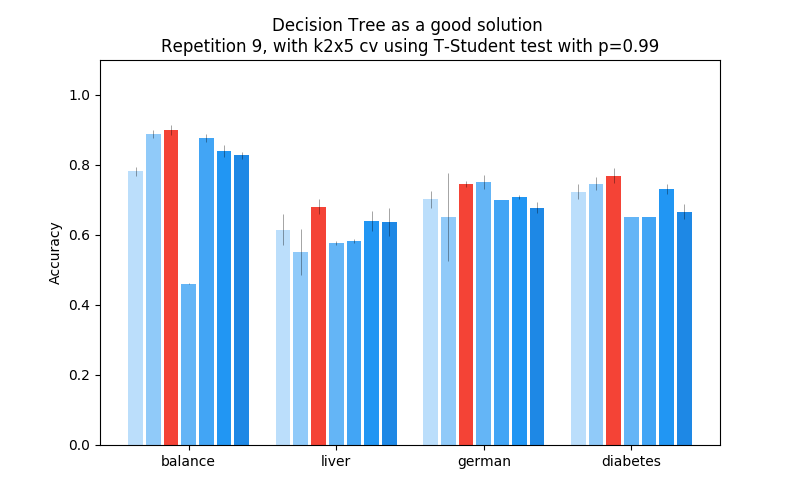 Decision Tree as a good solution
Repetition 9, with k2x5 cv using T-Student test with p=0.99
1.0
0.8
0.6
0.4
0.2
0.0
Accuracy
balance liver german diabetes